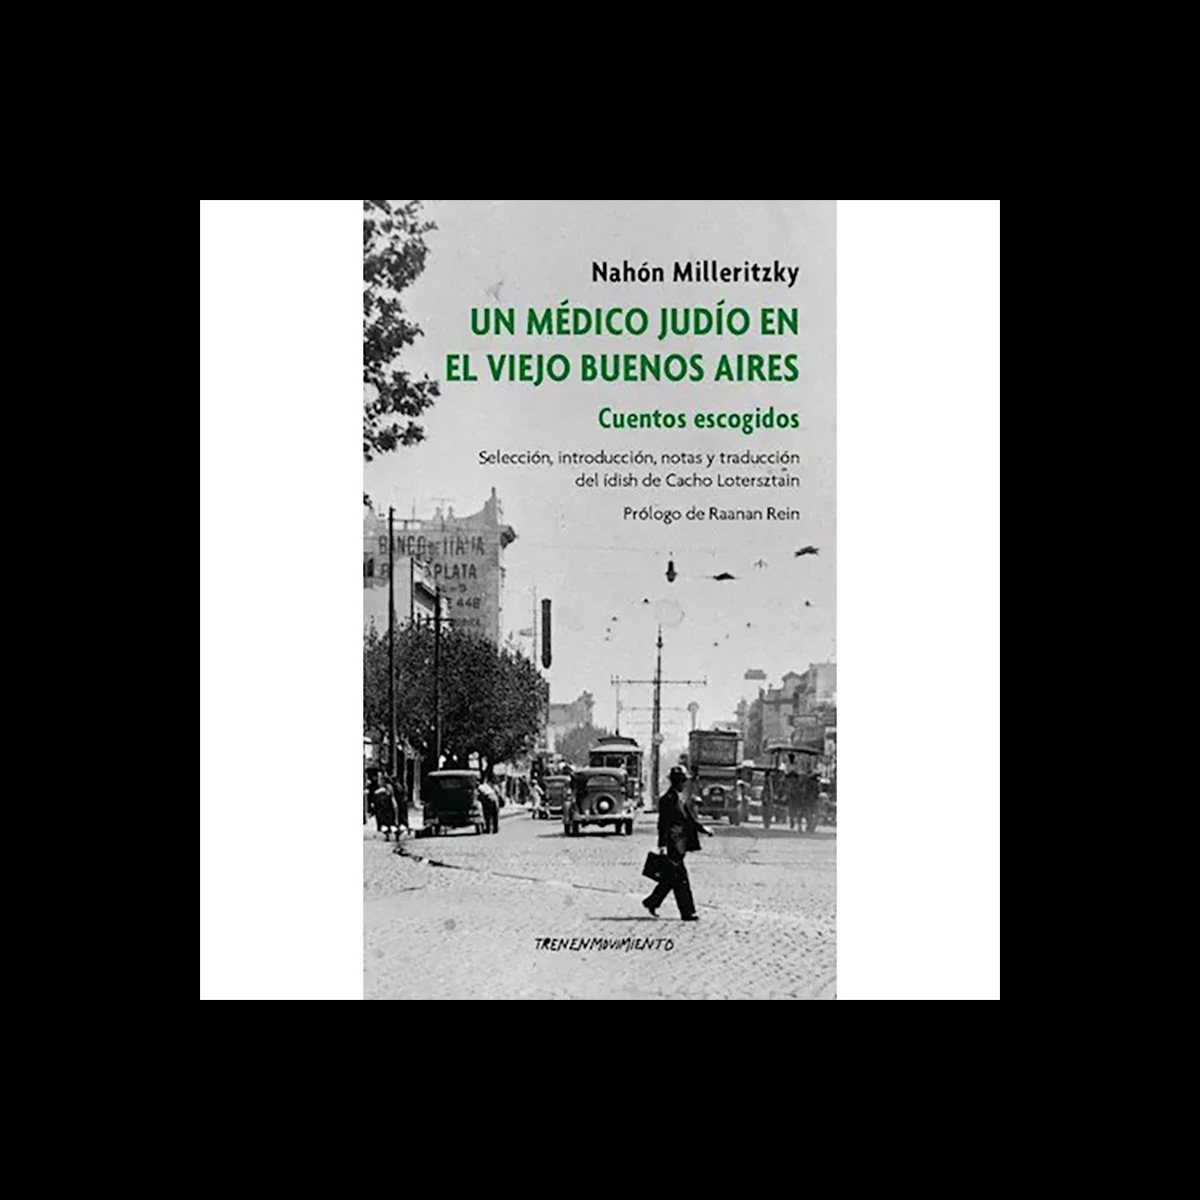 Nahón Milleritzky
UN MÉDICO JUDÍO EN
EL VIEJO BUENOS AIRES
Cuentos escogidos
Selección, introducción, notas y traducción
del ídish de Cacho Lotersztain
Prólogo de Raanan Rein
BANCO DE ITALIA
PLATA
448
TRENENMOVIMIENTO